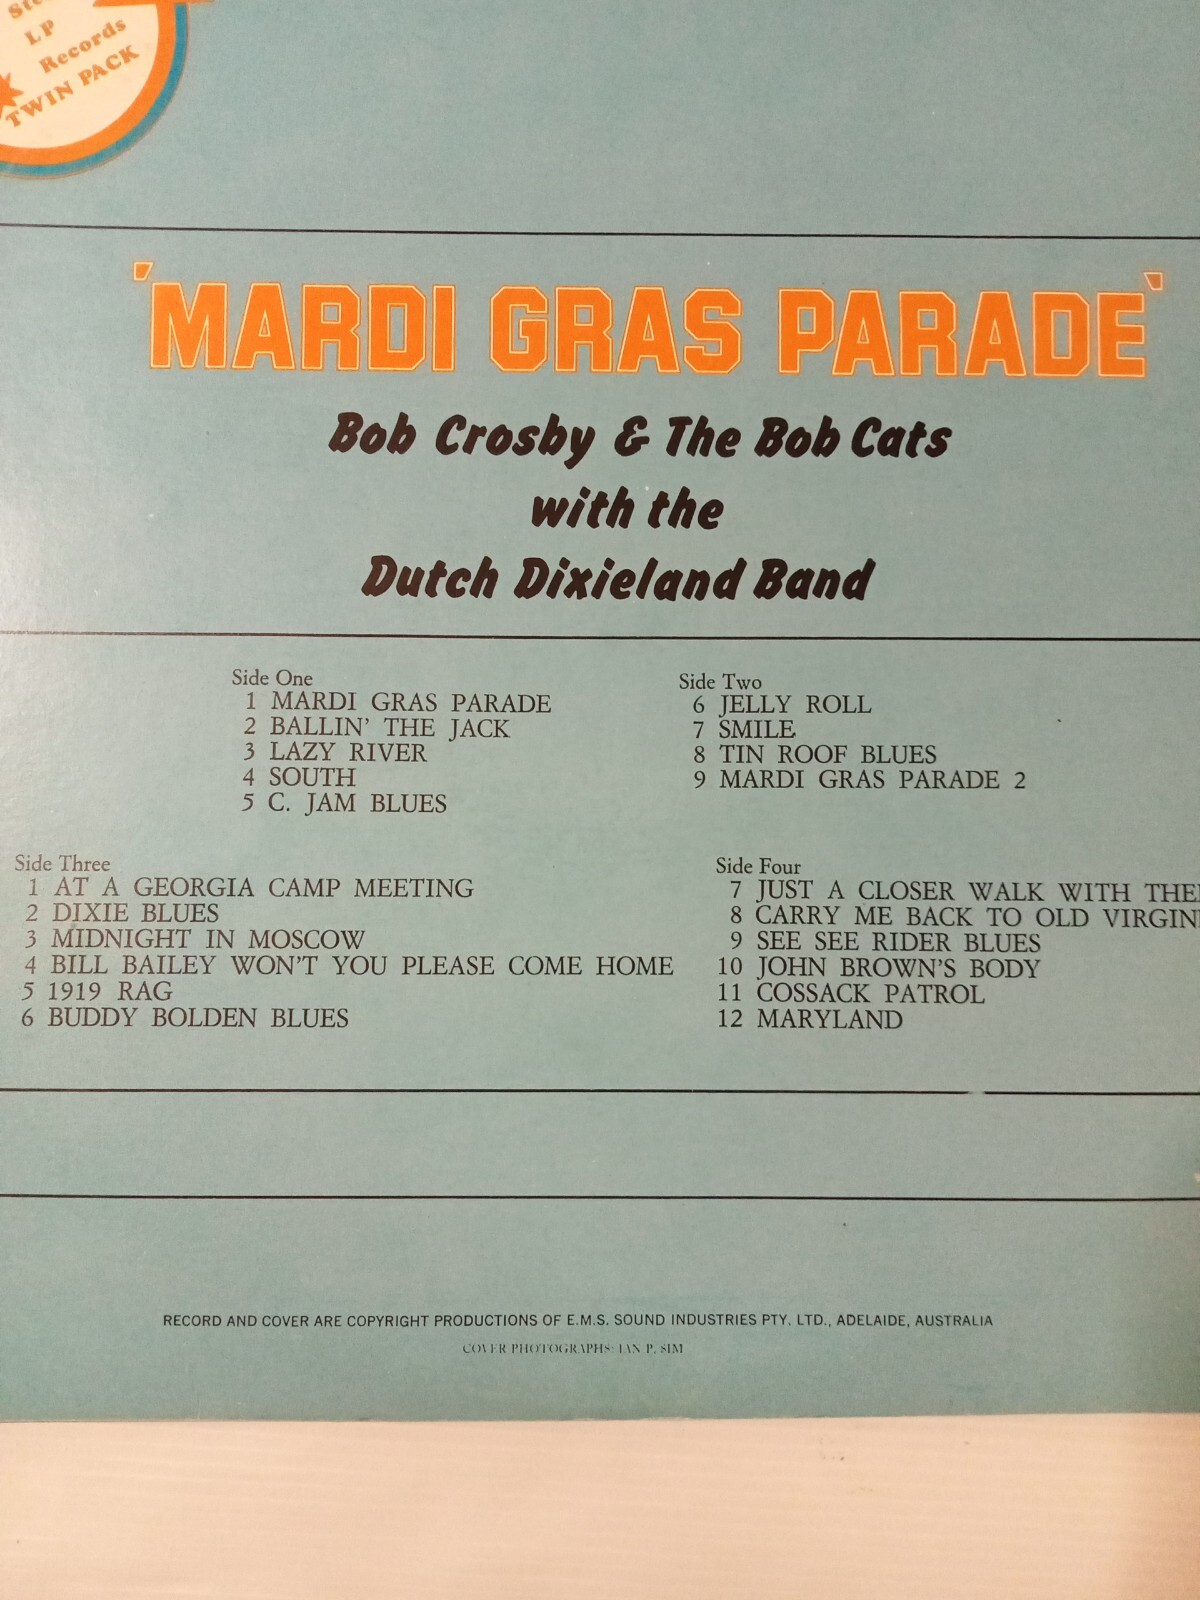 LP
Records
TWIN PACK
'MARDI GRAS PARADE'
Bob Crosby & The Bob Cats
with the
Dutch Dixieland Band
Side One
1 MARDI GRAS PARADE
2 BALLIN' THE JACK
3 LAZY RIVER
4 SOUTH
5 C. JAM BLUES
Side Two
6 JELLY ROLL
7 SMILE
8 TIN ROOF BLUES
9 MARDI GRAS PARADE 2
Side Three
1 AT A GEORGIA CAMP MEETING
2 DIXIE BLUES
3 MIDNIGHT IN MOSCOW
4 BILL BAILEY WON'T YOU PLEASE COME HOME
5 1919 RAG
6 BUDDY BOLDEN BLUES
Side Four
7 JUST A CLOSER WALK WITH
8 CARRY ME BACK TO OLD
9 SEE SEE RIDER BLUES
10 JOHN BROWN'S BODY
11 COSSACK PATROL
12 MARYLAND
RECORD AND COVER ARE COPYRIGHT PRODUCTIONS OF E.M.S. SOUND INDUSTRIES PTY. LTD., ADELAIDE, AUSTRALIA
COVER PHOTOGRAPHS: IAN P. SIM